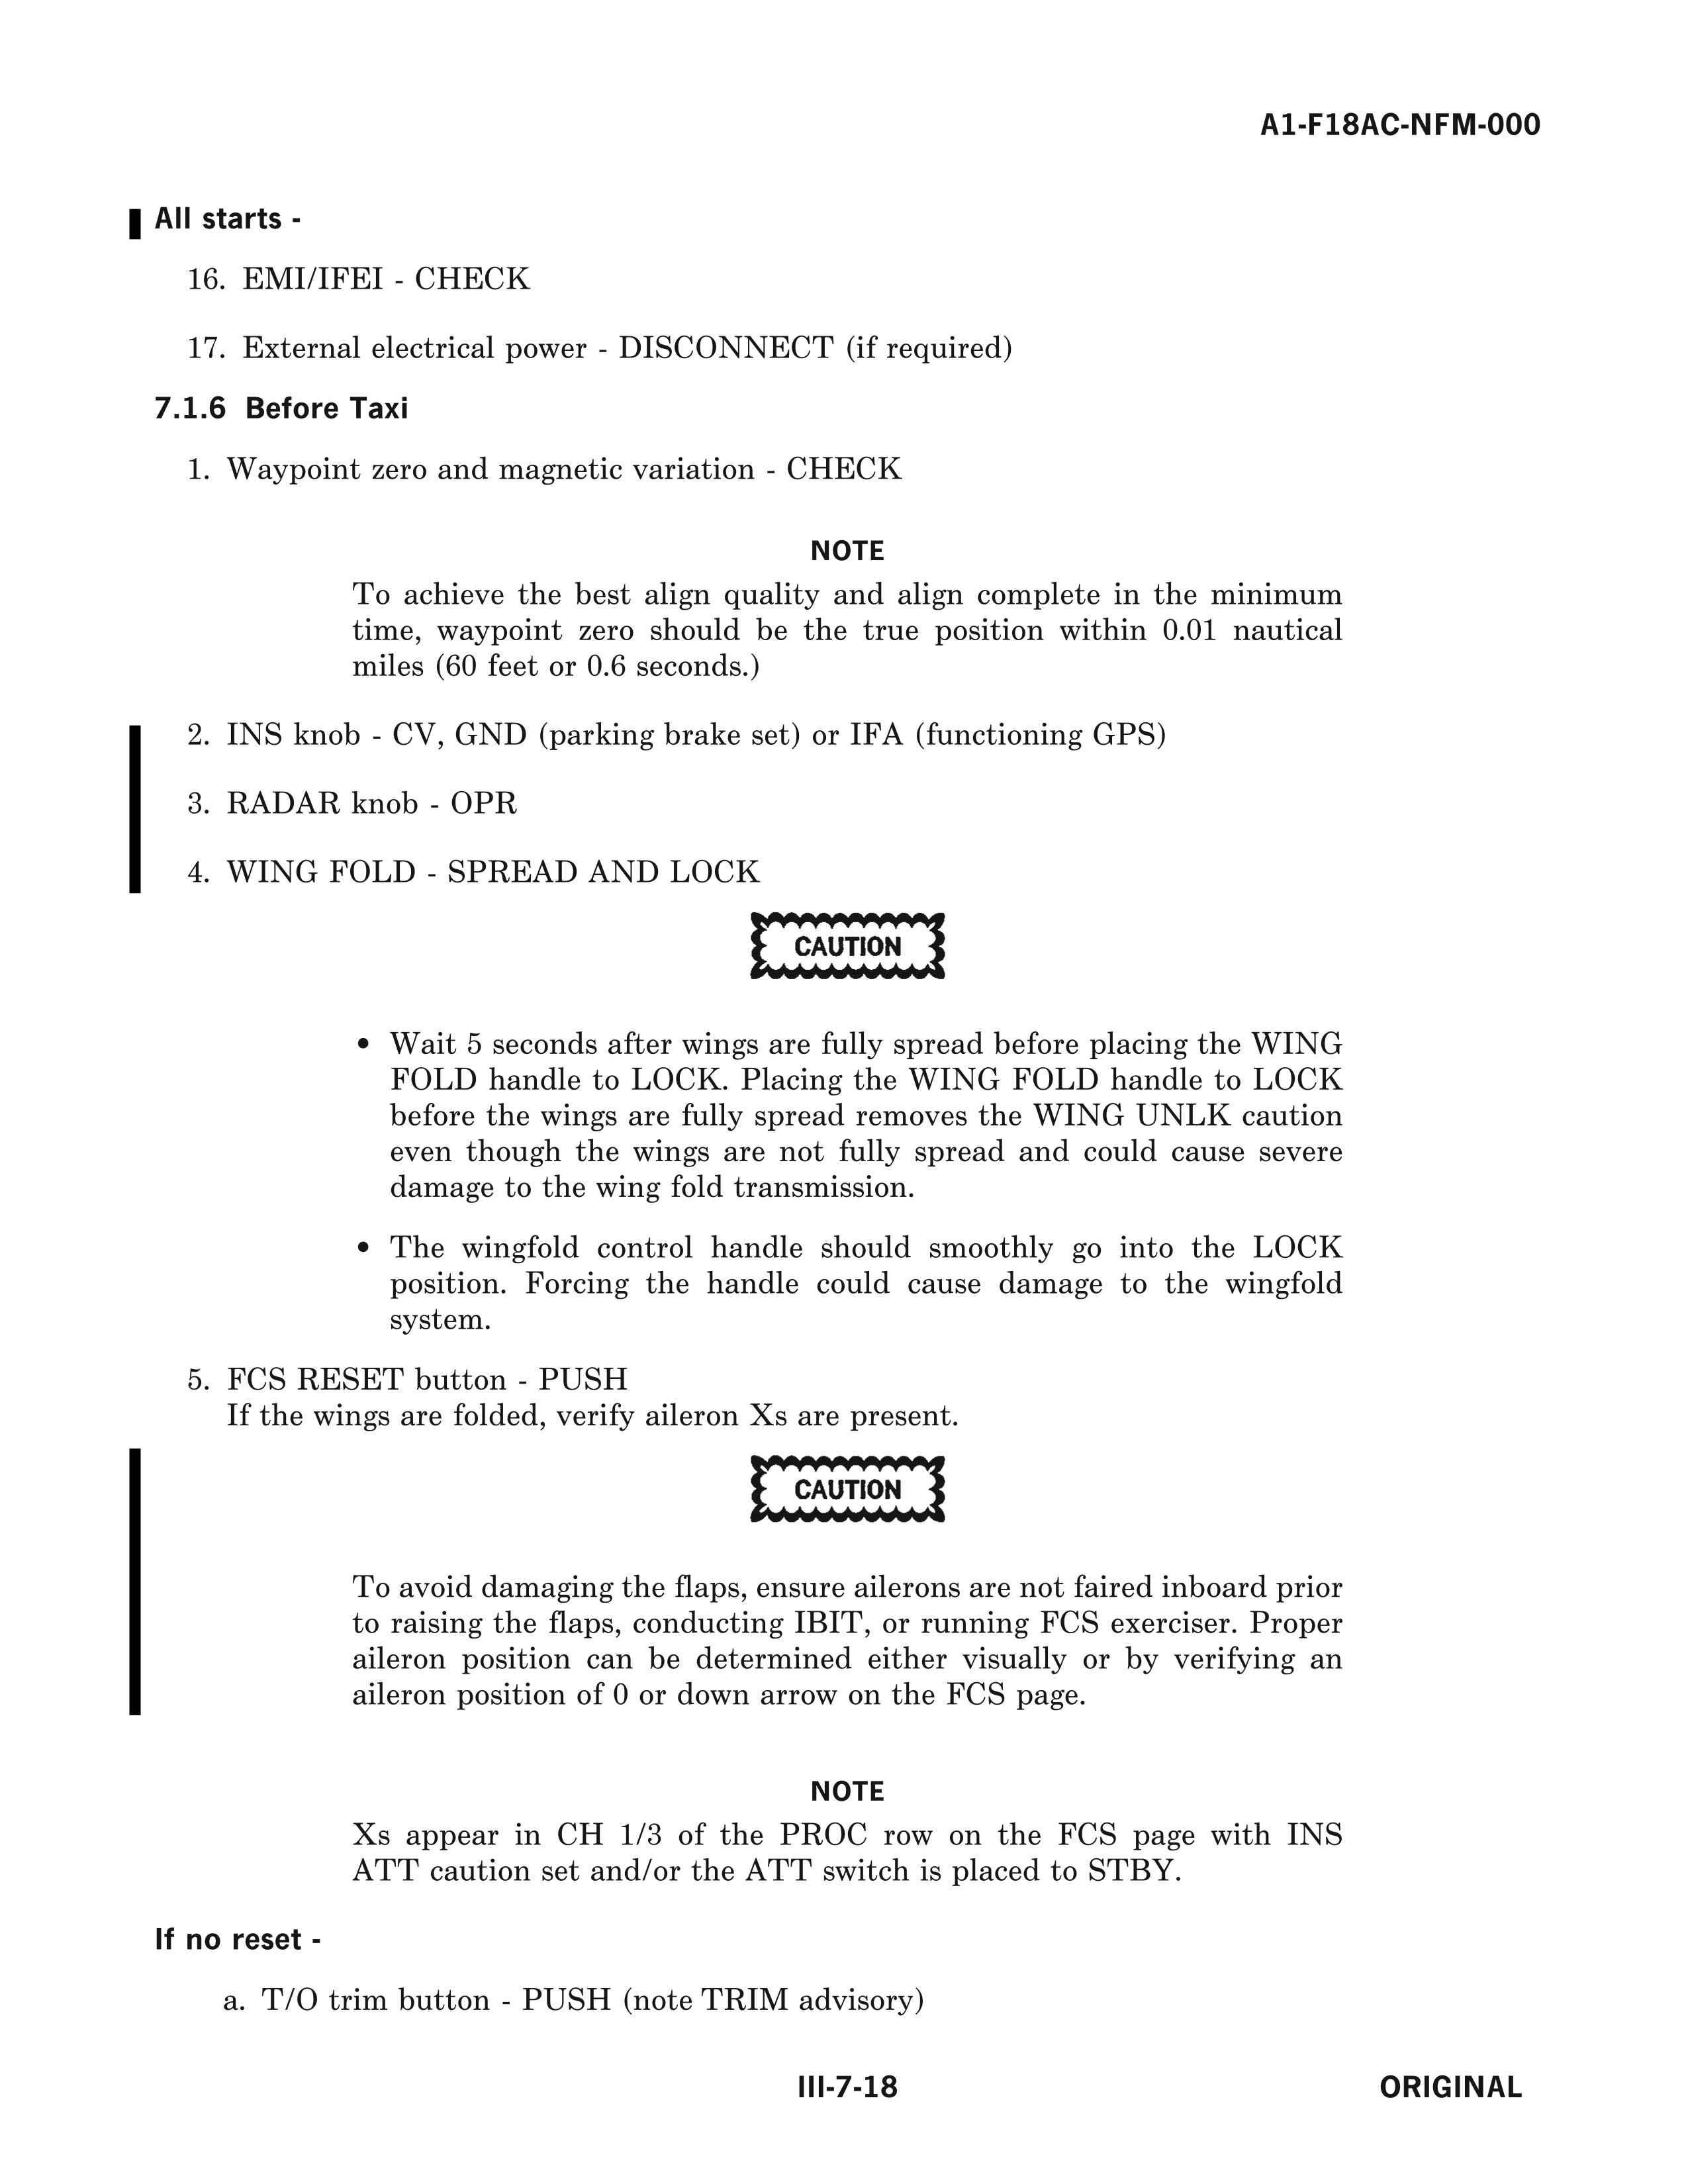 A1-F18AC-NFM-000
All starts -
16. EMI/IFEI - CHECK
17. External electrical power - DISCONNECT (if required)
7.1.6 Before Taxi
1. Waypoint zero and magnetic variation - CHECK
NOTE
To achieve the best align quality and align complete in the minimum
time, waypoint zero should be the true position within 0.01 nautical
miles (60 feet or 0.6 seconds.)
2. INS knob - CV, GND (parking brake set) or IFA (functioning GPS)
3. RADAR knob - OPR
4. WING FOLD - SPREAD AND LOCK
CAUTION
• Wait 5 seconds after wings are fully spread before placing the WING
FOLD handle to LOCK. Placing the WING FOLD handle to LOCK
before the wings are fully spread removes the WING UNLK caution
even though the wings are not fully spread and could cause severe
damage to the wing fold transmission.
• The wingfold control handle should smoothly go into the LOCK
position. Forcing the handle could cause damage to the wingfold
system.
5. FCS RESET button - PUSH
If the wings are folded, verify aileron Xs are present.
CAUTION
To avoid damaging the flaps, ensure ailerons are not faired inboard prior
to raising the flaps, conducting IBIT, or running FCS exerciser. Proper
aileron position can be determined either visually or by verifying an
aileron position of 0 or down arrow on the FCS page.
NOTE
Xs appear in CH 1/3 of the PROC row on the FCS page with INS
ATT caution set and/or the ATT switch is placed to STBY.
If no reset -
a. T/O trim button - PUSH (note TRIM advisory)
III-7-18
ORIGINAL